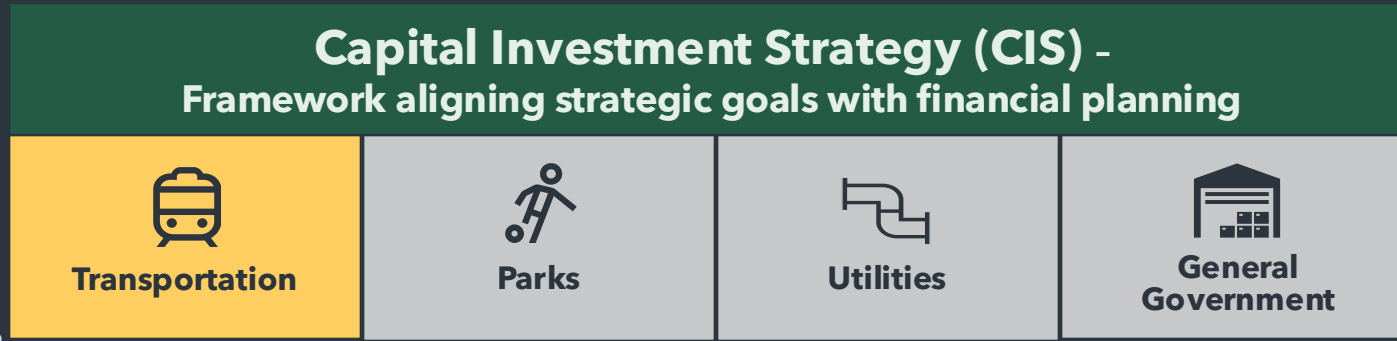 Capital Investment Strategy (CIS) –
Framework aligning strategic goals with financial planning
Transportation
Parks
Utilities
General
Government